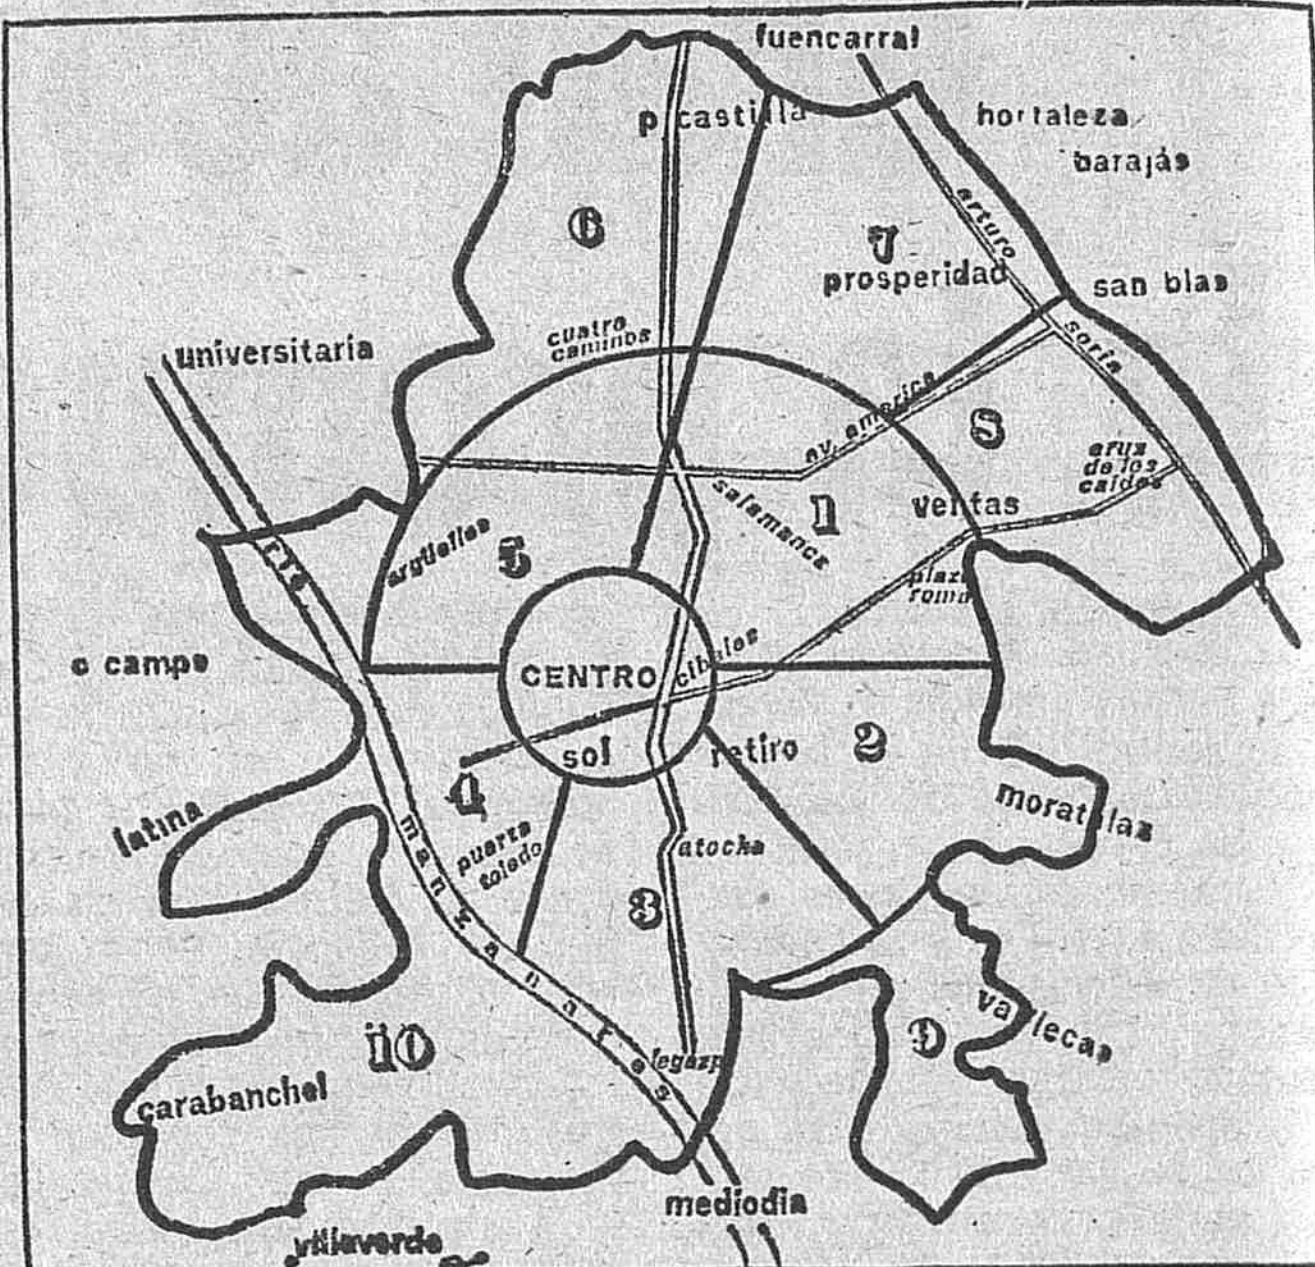 fuencarral
p castilla
hortaleza
barajás
6
7
arturo
prosperidad
san blas
cuatro
caminos
soria
universitaria
av. america
8
cruz
de los
caidos
salamanca
1
ventas
argüelles
5
rio
plaza
roma
c campo
CENTRO
cibeles
sol
retiro
2
4
latina
moratalaz
manzanares
puerta
toledo
atocha
3
vallecas
9
10
legazpi
carabanchel
mediodia
villaverde